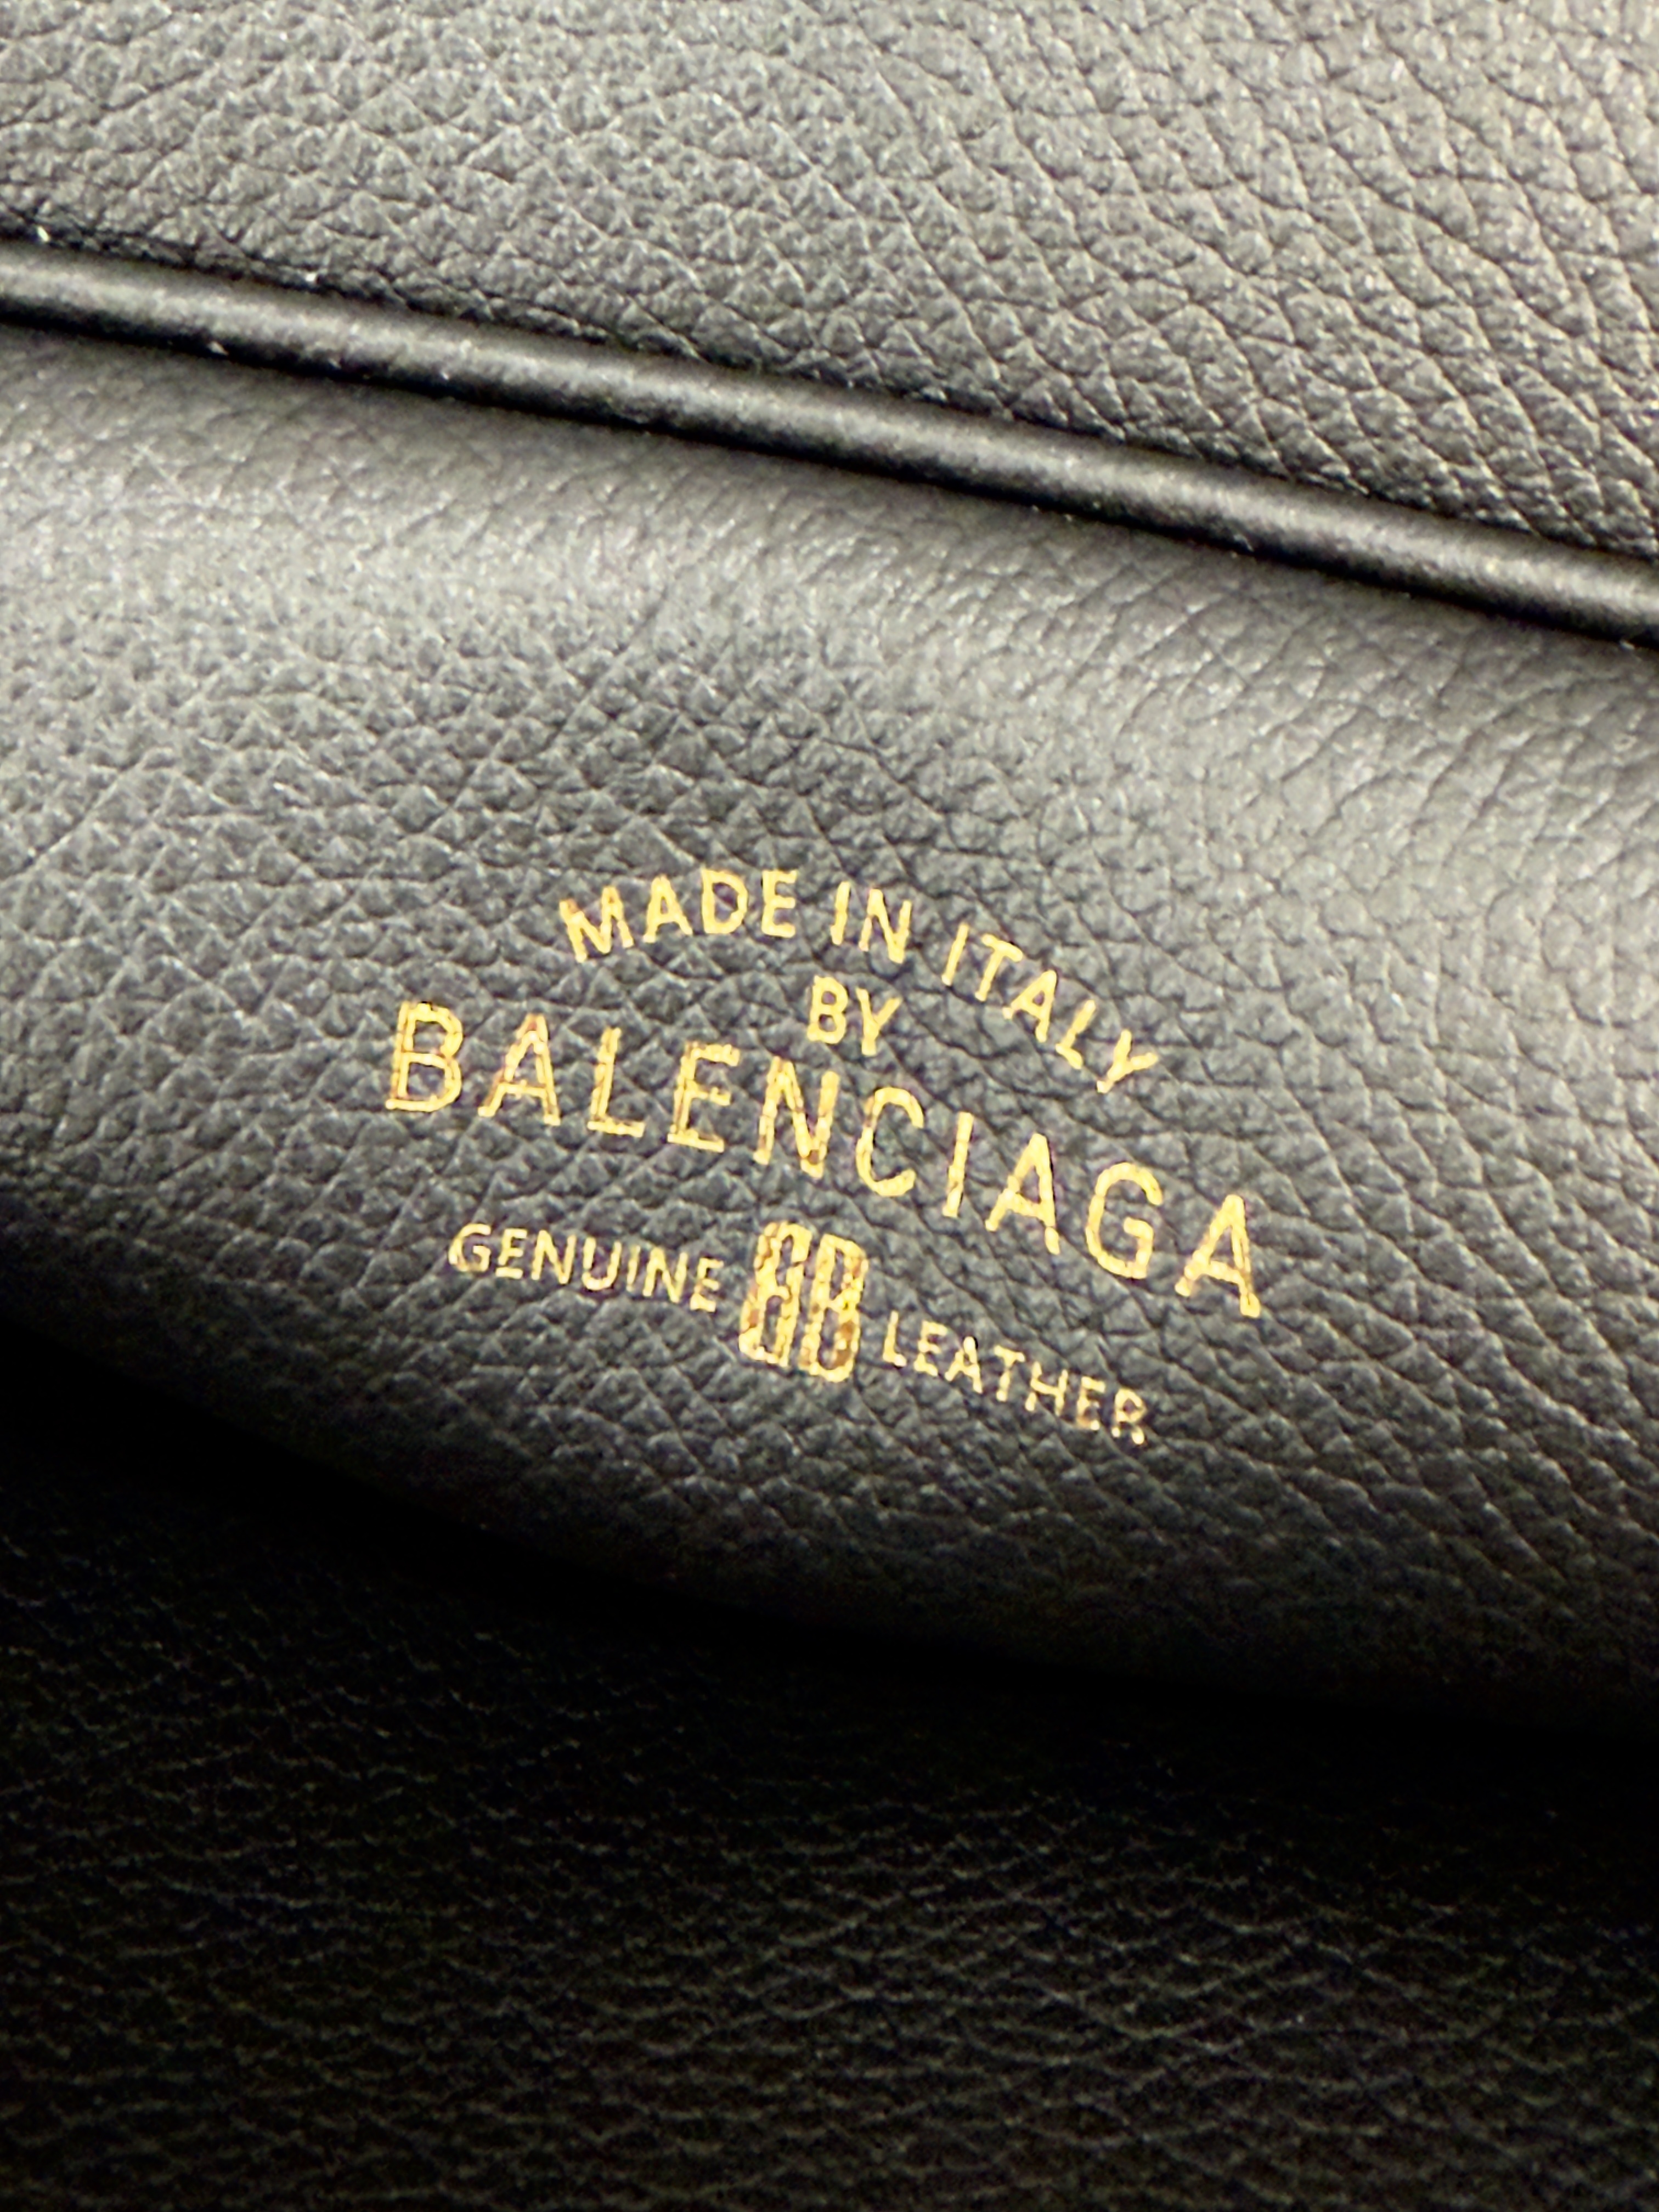 MADE IN ITALY
BY
BALENCIAGA
GENUINE BB LEATHER